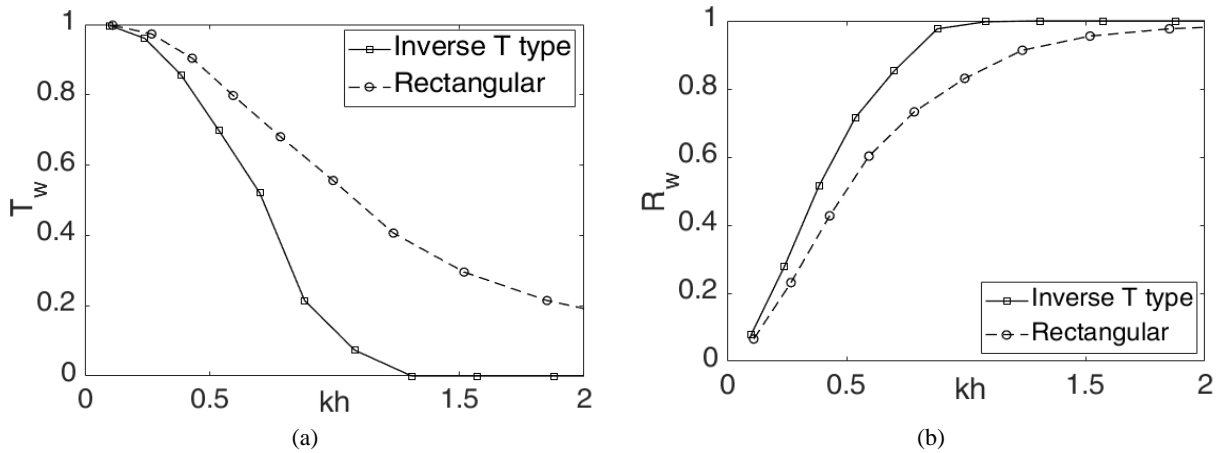 1
0.8
0.6
0.4
0.2
0
T_w
Inverse T type
Rectangular
0 0.5 kh 1.5 2
(a)
1
0.8
0.6
0.4
0.2
0
R_w
Inverse T type
Rectangular
0 0.5 kh 1.5 2
(b)